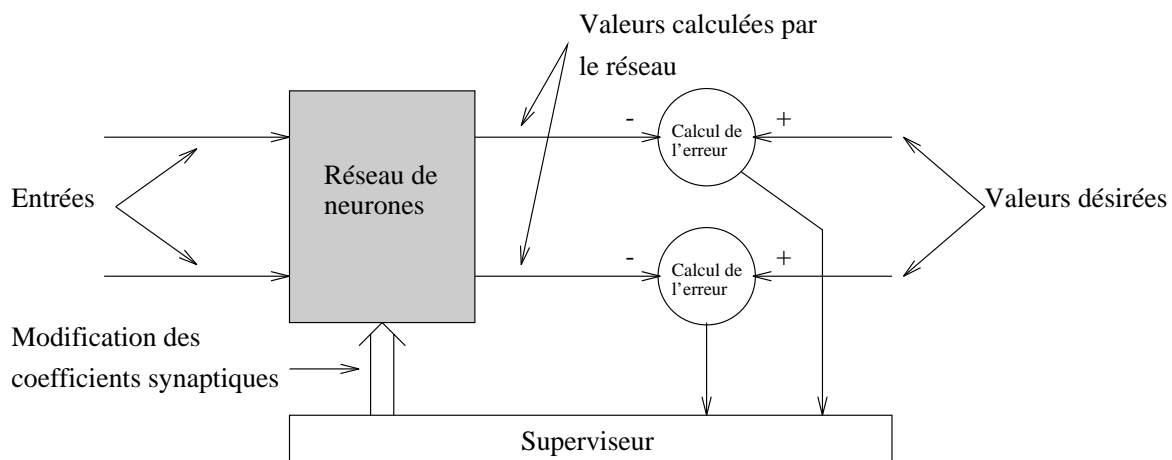 Valeurs calculées par
le réseau
- Calcul de +
l'erreur
Réseau de
neurones
Entrées
Valeurs désirées
- Calcul de +
l'erreur
Modification des
coefficients synaptiques
Superviseur